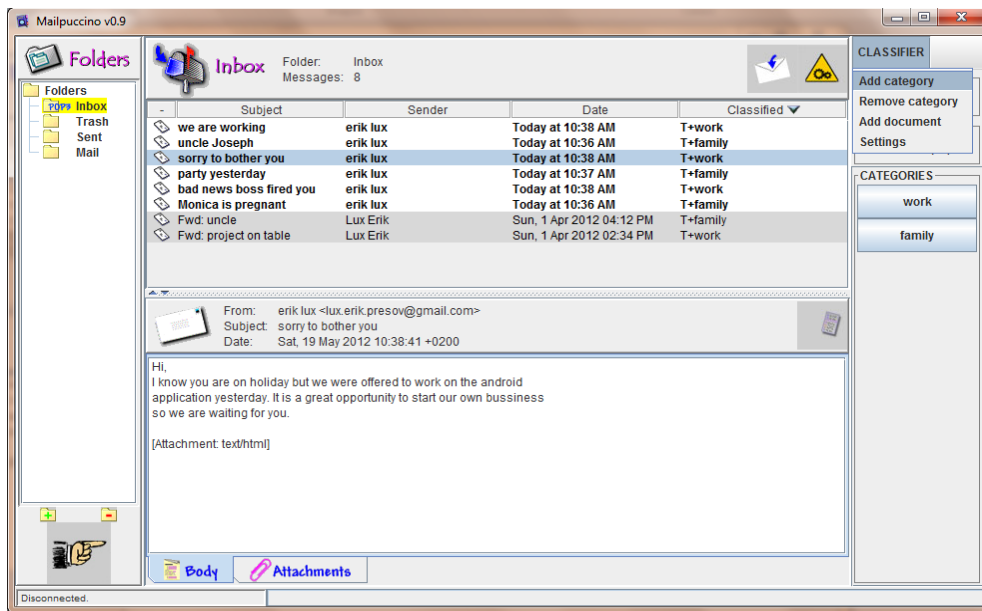 Mailpuccino v0.9
Folders
Folders
POP3 Inbox
Trash
Sent
Mail
Inbox
Folder: Inbox
Messages: 8
- Subject Sender Date Classified
we are working erik lux Today at 10:38 AM T+work
uncle Joseph erik lux Today at 10:36 AM T+family
sorry to bother you erik lux Today at 10:38 AM T+work
party yesterday erik lux Today at 10:37 AM T+family
bad news boss fired you erik lux Today at 10:38 AM T+work
Monica is pregnant erik lux Today at 10:36 AM T+family
Fwd: uncle Lux Erik Sun, 1 Apr 2012 04:12 PM T+family
Fwd: project on table Lux Erik Sun, 1 Apr 2012 02:34 PM T+work
From: erik lux <lux.erik.presov@gmail.com>
Subject: sorry to bother you
Date: Sat, 19 May 2012 10:38:41 +0200
Hi,
I know you are on holiday but we were offered to work on the android
application yesterday. It is a great opportunity to start our own bussiness
so we are waiting for you.
[Attachment: text/html]
Body
Attachments
CLASSIFIER
Add category
Remove category
Add document
Settings
CATEGORIES
work
family
Disconnected.